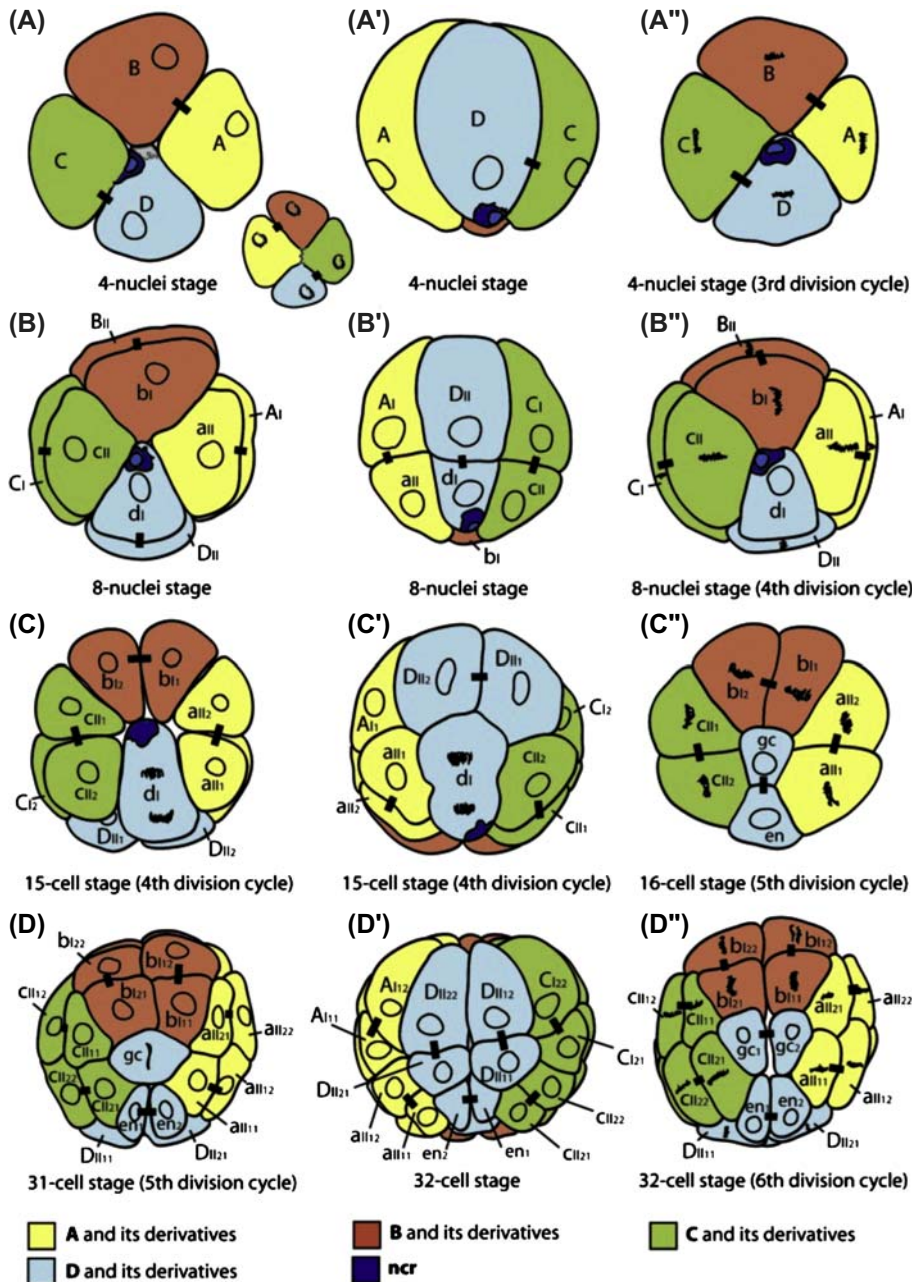 (A) (A') (A")
B
A
C
D
A D C
B
A
C
D
4-nuclei stage 4-nuclei stage 4-nuclei stage (3rd division cycle)
(B) (B') (B")
BII
bI
AI
cII aII
CI
dI
DII
AI DII CI
aII dI cII
bI
BII
bI
AI
cII aII
CI
dI
DII
8-nuclei stage 8-nuclei stage 8-nuclei stage (4th division cycle)
(C) (C') (C")
bI2 bI1
cII1 aII2
cII2 dI aII1
CI2
DII1 DII2
DII2 DII1
AI1 CI2
aII1 dI cII2
aII2 cII1
bI2 bI1
cII1 aII2
gc
cII2 aII1
en
15-cell stage (4th division cycle) 15-cell stage (4th division cycle) 16-cell stage (5th division cycle)
(D) (D') (D")
bI22 bI12
bI21 bI11
cII12 aII21 aII22
cII11 gc
cII22 cII21 aII12
en1 en2 aII11
DII11 DII21
AI12 DII22 DII12 CI22
AI11 CI21
DII21 DII11
aII12 cII22
aII11 en2 en1 cII21
bI22 bI12
cII12 bI21 bI11 aII22
cII11 aII21
gc1 gc2
cII21 aII11
cII22 aII12
en1 en2
DII11 DII21
31-cell stage (5th division cycle) 32-cell stage 32-cell stage (6th division cycle)
A and its derivatives B and its derivatives C and its derivatives
D and its derivatives ncr